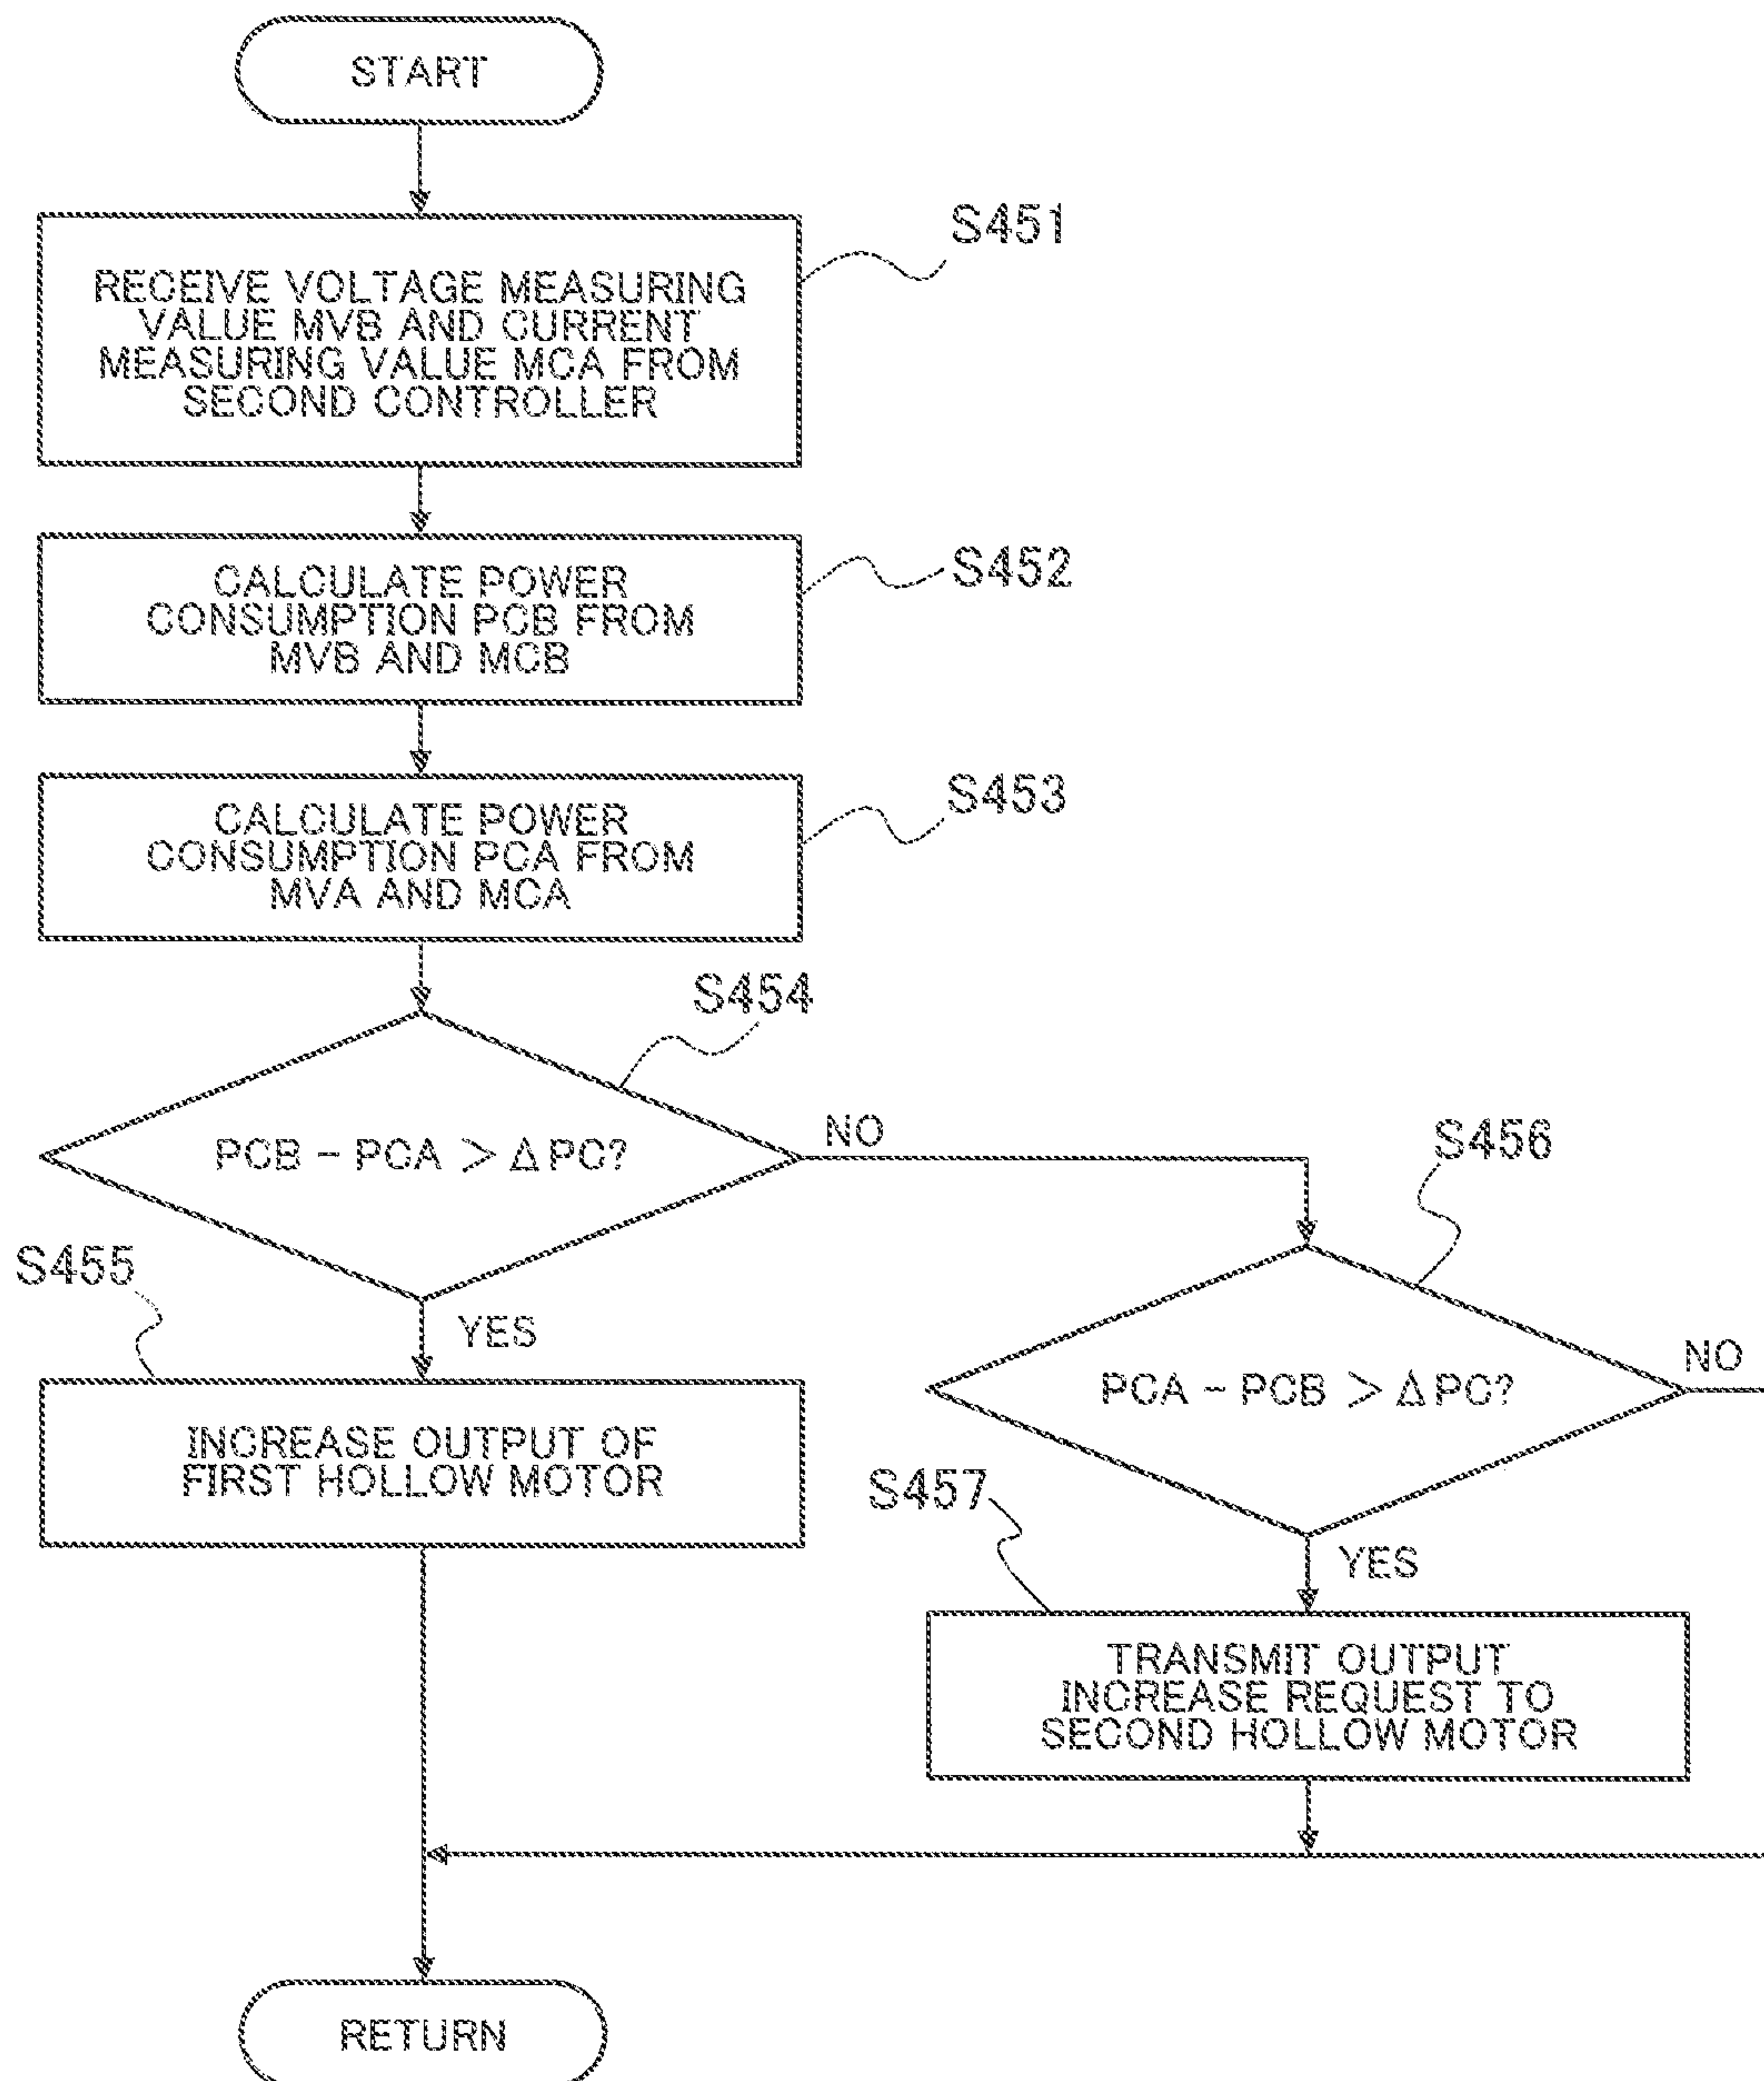 START
S451
RECEIVE VOLTAGE MEASURING
VALUE MVB AND CURRENT
MEASURING VALUE MCA FROM
SECOND CONTROLLER
S452
CALCULATE POWER
CONSUMPTION PCB FROM
MVB AND MCB
S453
CALCULATE POWER
CONSUMPTION PCA FROM
MVA AND MCA
S454
PCB - PCA > Δ PC?
NO
YES
S455
INCREASE OUTPUT OF
FIRST HOLLOW MOTOR
S456
PCA - PCB > Δ PC?
NO
YES
S457
TRANSMIT OUTPUT
INCREASE REQUEST TO
SECOND HOLLOW MOTOR
RETURN